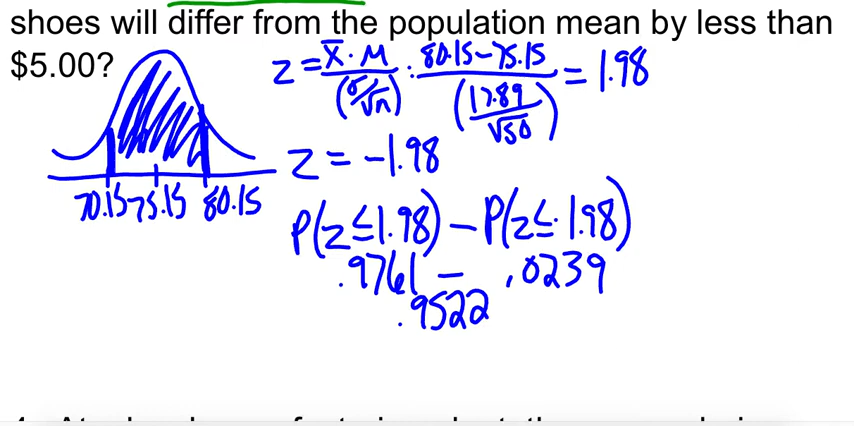 shoes will differ from the population mean by less than
$5.00?
z = x̄ - M / (σ/√n) : 80.15 - 75.15 / (17.89 / √50) = 1.98
z = -1.98
70.15 75.15 80.15
P(z ≤ 1.98) - P(z ≤ -1.98)
.9761 - .0239
.9522